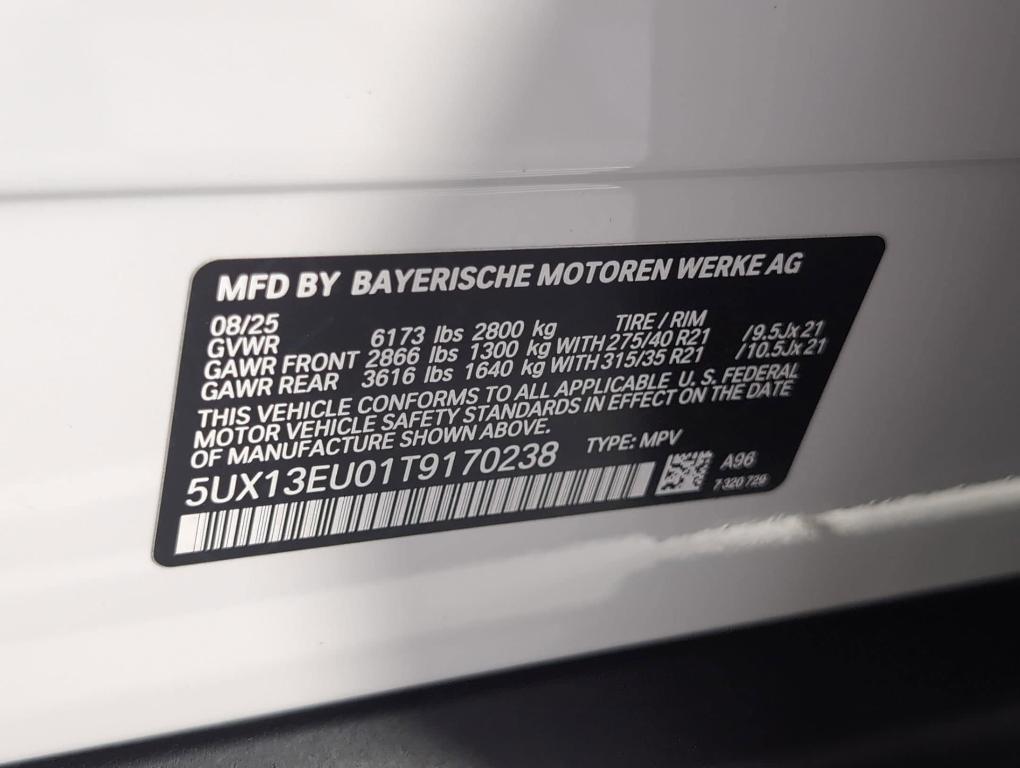 MFD BY BAYERISCHE MOTOREN WERKE AG
08/25 TIRE / RIM
GVWR 6173 lbs 2800 kg
GAWR FRONT 2866 lbs 1300 kg WITH 275/40 R21 /9.5Jx21
GAWR REAR 3616 lbs 1640 kg WITH 315/35 R21 /10.5Jx21
THIS VEHICLE CONFORMS TO ALL APPLICABLE U. S. FEDERAL
MOTOR VEHICLE SAFETY STANDARDS IN EFFECT ON THE DATE
OF MANUFACTURE SHOWN ABOVE.
5UX13EU01T9170238 TYPE: MPV
A96
7 320 729